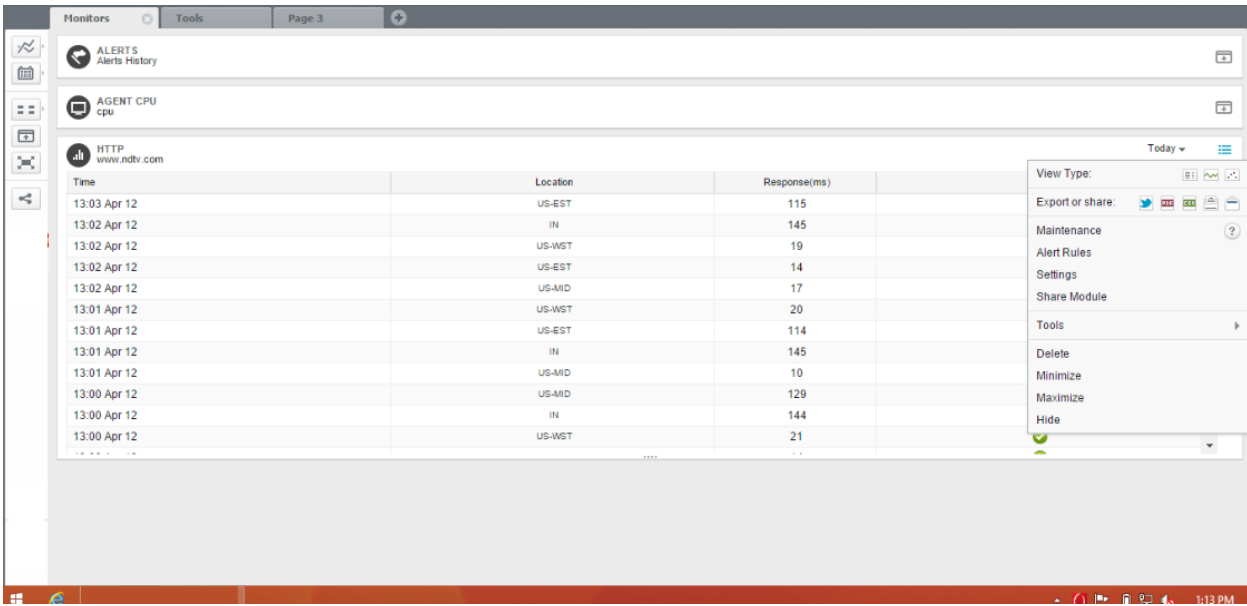 Monitors Tools Page 3
ALERTS
Alerts History
AGENT CPU
cpu
HTTP
www.ndtv.com
Today
Time Location Response(ms)
13:03 Apr 12 US-EST 115
13:02 Apr 12 IN 145
13:02 Apr 12 US-WST 19
13:02 Apr 12 US-EST 14
13:02 Apr 12 US-MID 17
13:01 Apr 12 US-WST 20
13:01 Apr 12 US-EST 114
13:01 Apr 12 IN 145
13:01 Apr 12 US-MID 10
13:00 Apr 12 US-MID 129
13:00 Apr 12 IN 144
13:00 Apr 12 US-WST 21
View Type:
Export or share:
Maintenance ?
Alert Rules
Settings
Share Module
Tools
Delete
Minimize
Maximize
Hide
1:13 PM